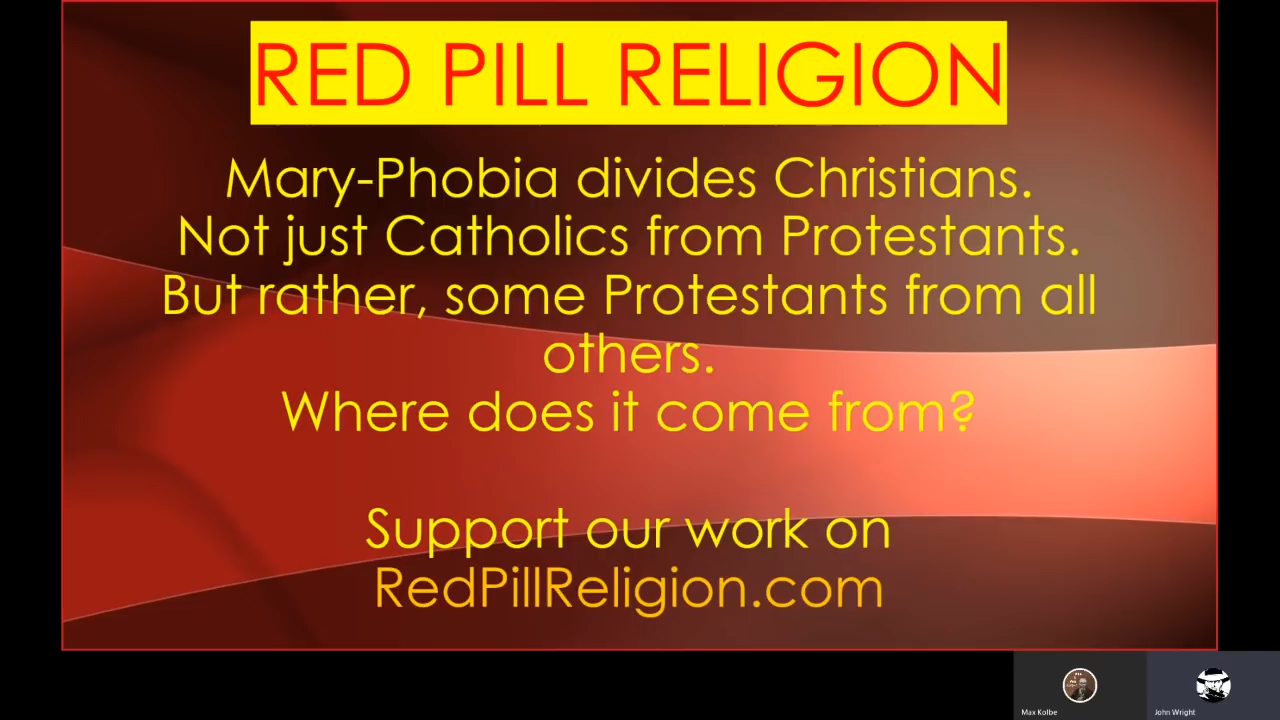 RED PILL RELIGION
Mary-Phobia divides Christians.
Not just Catholics from Protestants.
But rather, some Protestants from all
others.
Where does it come from?
Support our work on
RedPillReligion.com
Max Kolbe
John Wright